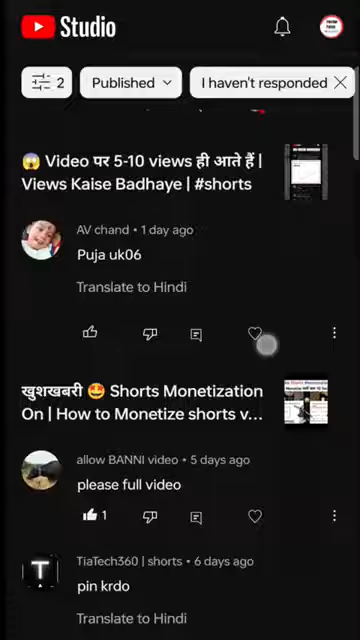 Studio
2
Published
I haven't responded
😱 Video पर 5-10 views ही आते हैं |
Views Kaise Badhaye | #shorts
AV chand • 1 day ago
Puja uk06
Translate to Hindi
खुशखबरी 🤩 Shorts Monetization
On | How to Monetize shorts v...
allow BANNI video • 5 days ago
please full video
1
TiaTech360 | shorts • 6 days ago
T
pin krdo
Translate to Hindi